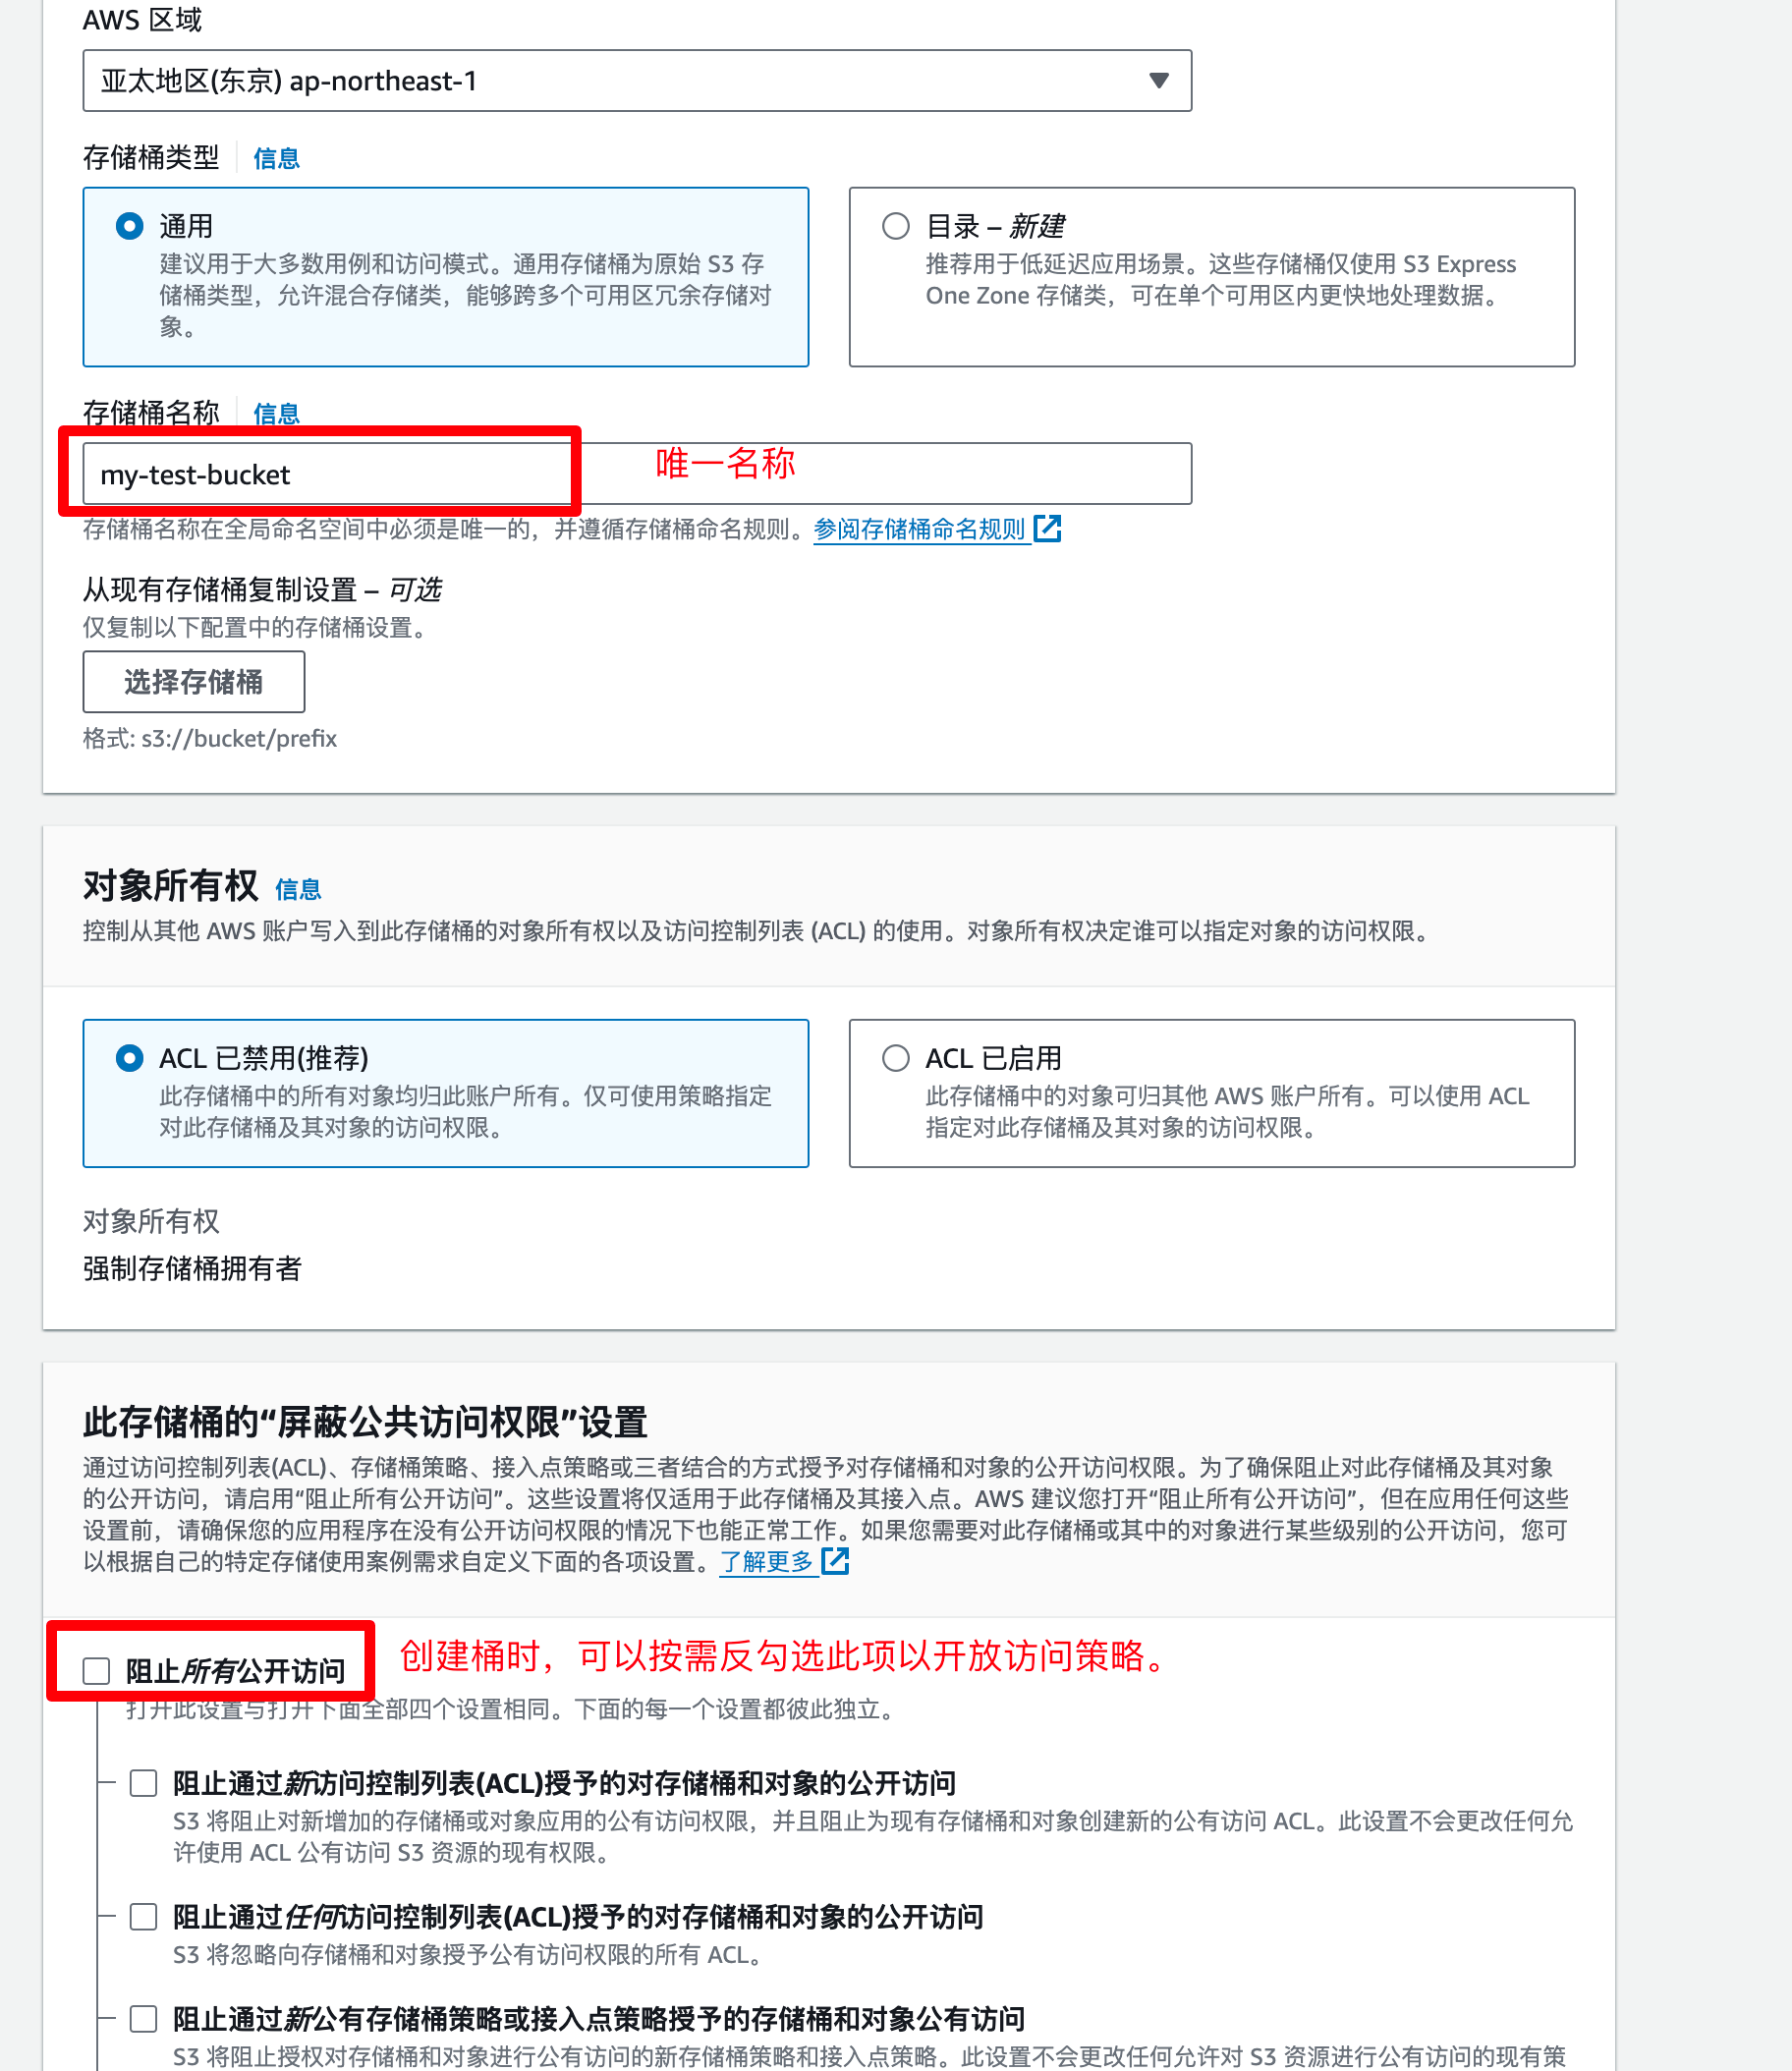 AWS 区域
亚太地区(东京) ap-northeast-1
存储桶类型 信息
通用
建议用于大多数用例和访问模式。通用存储桶为原始 S3 存
储桶类型，允许混合存储类，能够跨多个可用区冗余存储对
象。
目录 – 新建
推荐用于低延迟应用场景。这些存储桶仅使用 S3 Express
One Zone 存储类，可在单个可用区内更快地处理数据。
存储桶名称 信息
my-test-bucket
唯一名称
存储桶名称在全局命名空间中必须是唯一的，并遵循存储桶命名规则。参阅存储桶命名规则
从现有存储桶复制设置 – 可选
仅复制以下配置中的存储桶设置。
选择存储桶
格式: s3://bucket/prefix
对象所有权 信息
控制从其他 AWS 账户写入到此存储桶的对象所有权以及访问控制列表 (ACL) 的使用。对象所有权决定谁可以指定对象的访问权限。
ACL 已禁用(推荐)
此存储桶中的所有对象均归此账户所有。仅可使用策略指定
对此存储桶及其对象的访问权限。
ACL 已启用
此存储桶中的对象可归其他 AWS 账户所有。可以使用 ACL
指定对此存储桶及其对象的访问权限。
对象所有权
强制存储桶拥有者
此存储桶的“屏蔽公共访问权限”设置
通过访问控制列表(ACL)、存储桶策略、接入点策略或三者结合的方式授予对存储桶和对象的公开访问权限。为了确保阻止对此存储桶及其对象
的公开访问，请启用“阻止所有公开访问”。这些设置将仅适用于此存储桶及其接入点。AWS 建议您打开“阻止所有公开访问”，但在应用任何这些
设置前，请确保您的应用程序在没有公开访问权限的情况下也能正常工作。如果您需要对此存储桶或其中的对象进行某些级别的公开访问，您可
以根据自己的特定存储使用案例需求自定义下面的各项设置。了解更多
阻止所有公开访问
创建桶时，可以按需反勾选此项以开放访问策略。
打开此设置与打开下面全部四个设置相同。下面的每一个设置都彼此独立。
阻止通过新访问控制列表(ACL)授予的对存储桶和对象的公开访问
S3 将阻止对新增加的存储桶或对象应用的公有访问权限，并且阻止为现有存储桶和对象创建新的公有访问 ACL。此设置不会更改任何允
许使用 ACL 公有访问 S3 资源的现有权限。
阻止通过任何访问控制列表(ACL)授予的对存储桶和对象的公开访问
S3 将忽略向存储桶和对象授予公有访问权限的所有 ACL。
阻止通过新公有存储桶策略或接入点策略授予的存储桶和对象公有访问
S3 将阻止授权对存储桶和对象进行公有访问的新存储桶策略和接入点策略。此设置不会更改任何允许对 S3 资源进行公有访问的现有策